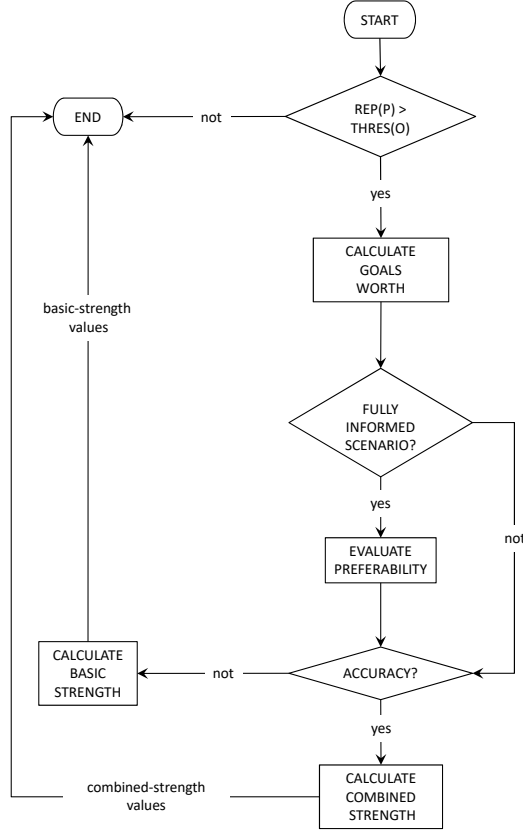 START
REP(P) >
THRES(O)
END
not
yes
CALCULATE
GOALS
WORTH
basic-strength
values
FULLY
INFORMED
SCENARIO?
yes
not
EVALUATE
PREFERABILITY
CALCULATE
BASIC
STRENGTH
not
ACCURACY?
yes
combined-strength
values
CALCULATE
COMBINED
STRENGTH